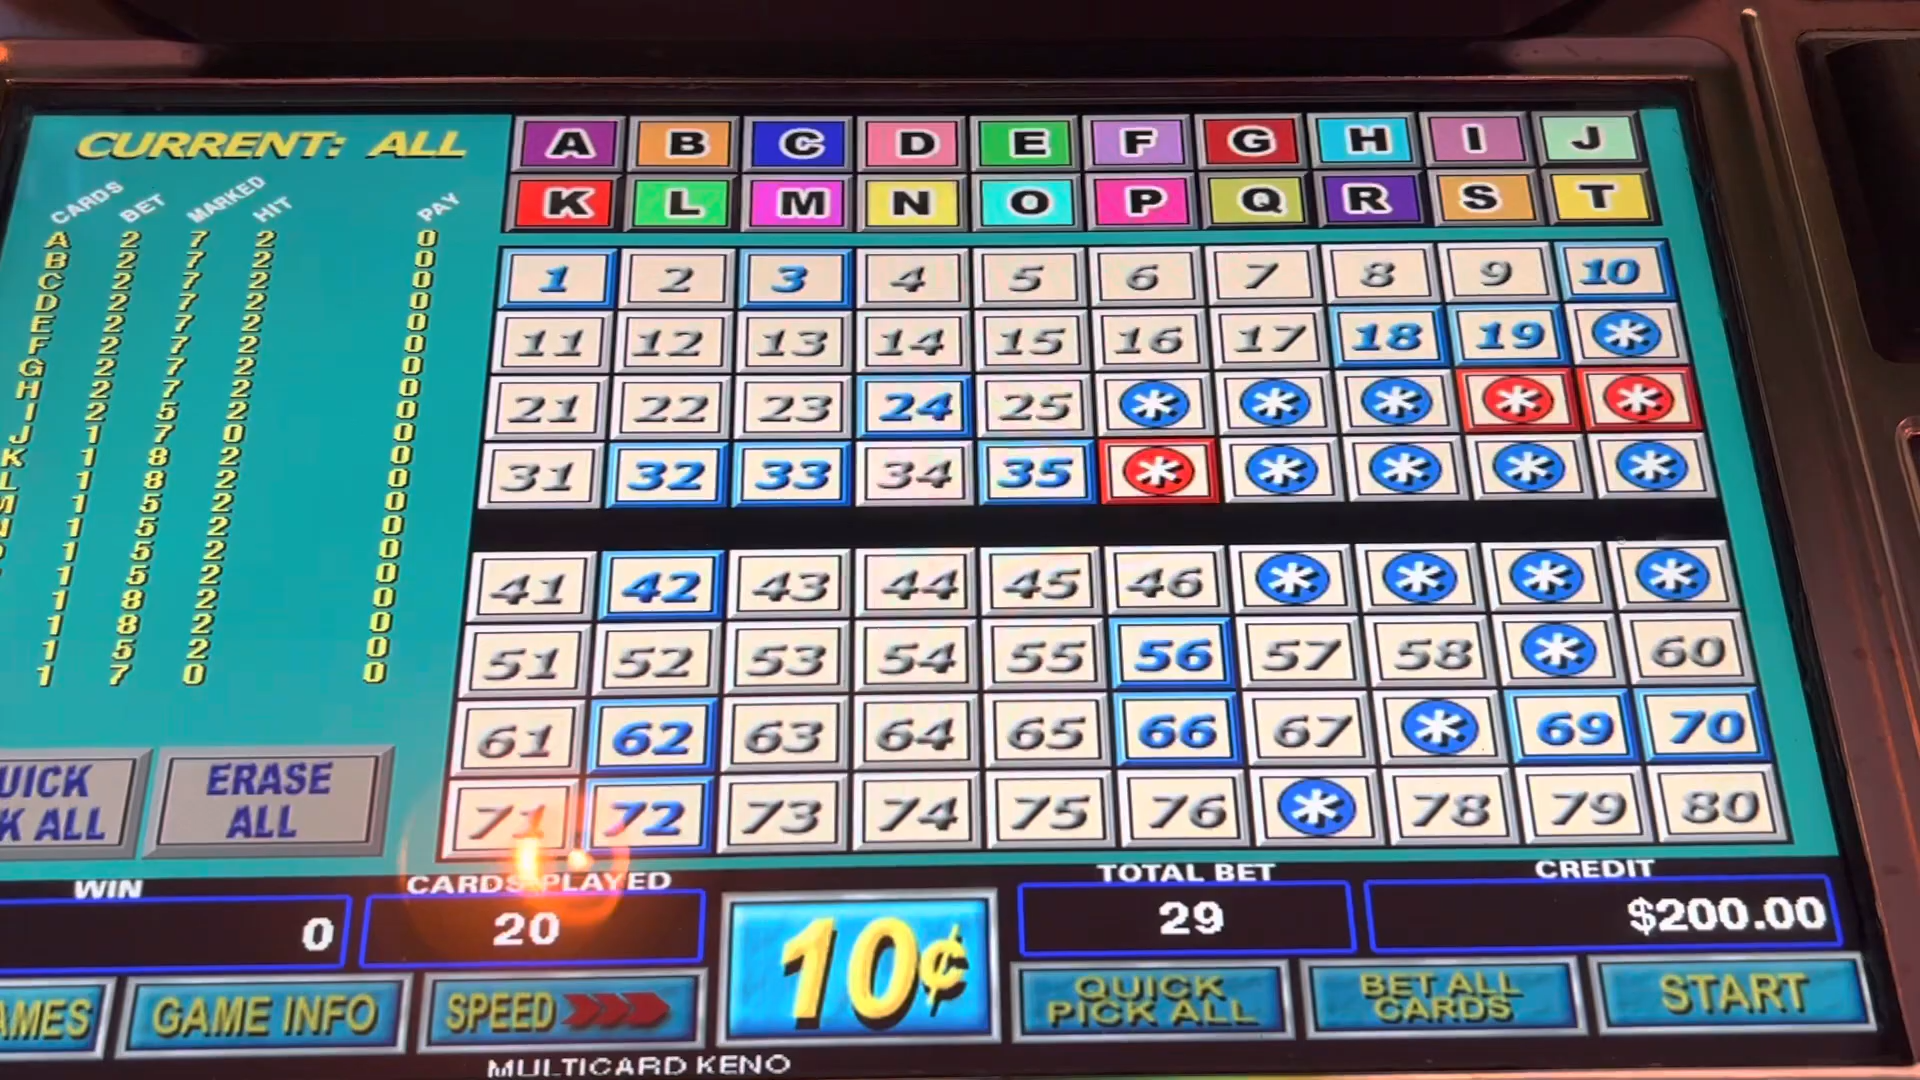 CURRENT: ALL
CARDS BET MARKED HIT PAY
A 2 7 2 0
B 2 7 2 0
C 2 7 2 0
D 2 7 2 0
E 2 7 2 0
F 2 7 2 0
G 2 7 2 0
H 2 7 2 0
I 2 5 2 0
J 1 7 0 0
K 1 8 2 0
L 1 8 2 0
M 1 5 2 0
N 1 5 2 0
1 5 2 0
1 5 2 0
1 8 2 0
1 8 2 0
1 5 2 0
1 7 0 0
A B C D E F G H I J
K L M N O P Q R S T
1 2 3 4 5 6 7 8 9 10
11 12 13 14 15 16 17 18 19 *
21 22 23 24 25 * * * * *
31 32 33 34 35 * * * * *
41 42 43 44 45 46 * * * *
51 52 53 54 55 56 57 58 * 60
61 62 63 64 65 66 67 * 69 70
71 72 73 74 75 76 * 78 79 80
UICK
K ALL
ERASE
ALL
WIN
0
CARDS PLAYED
20
10¢
TOTAL BET
29
CREDIT
$200.00
AMES
GAME INFO
SPEED
QUICK
PICK ALL
BET ALL
CARDS
START
MULTICARD KENO